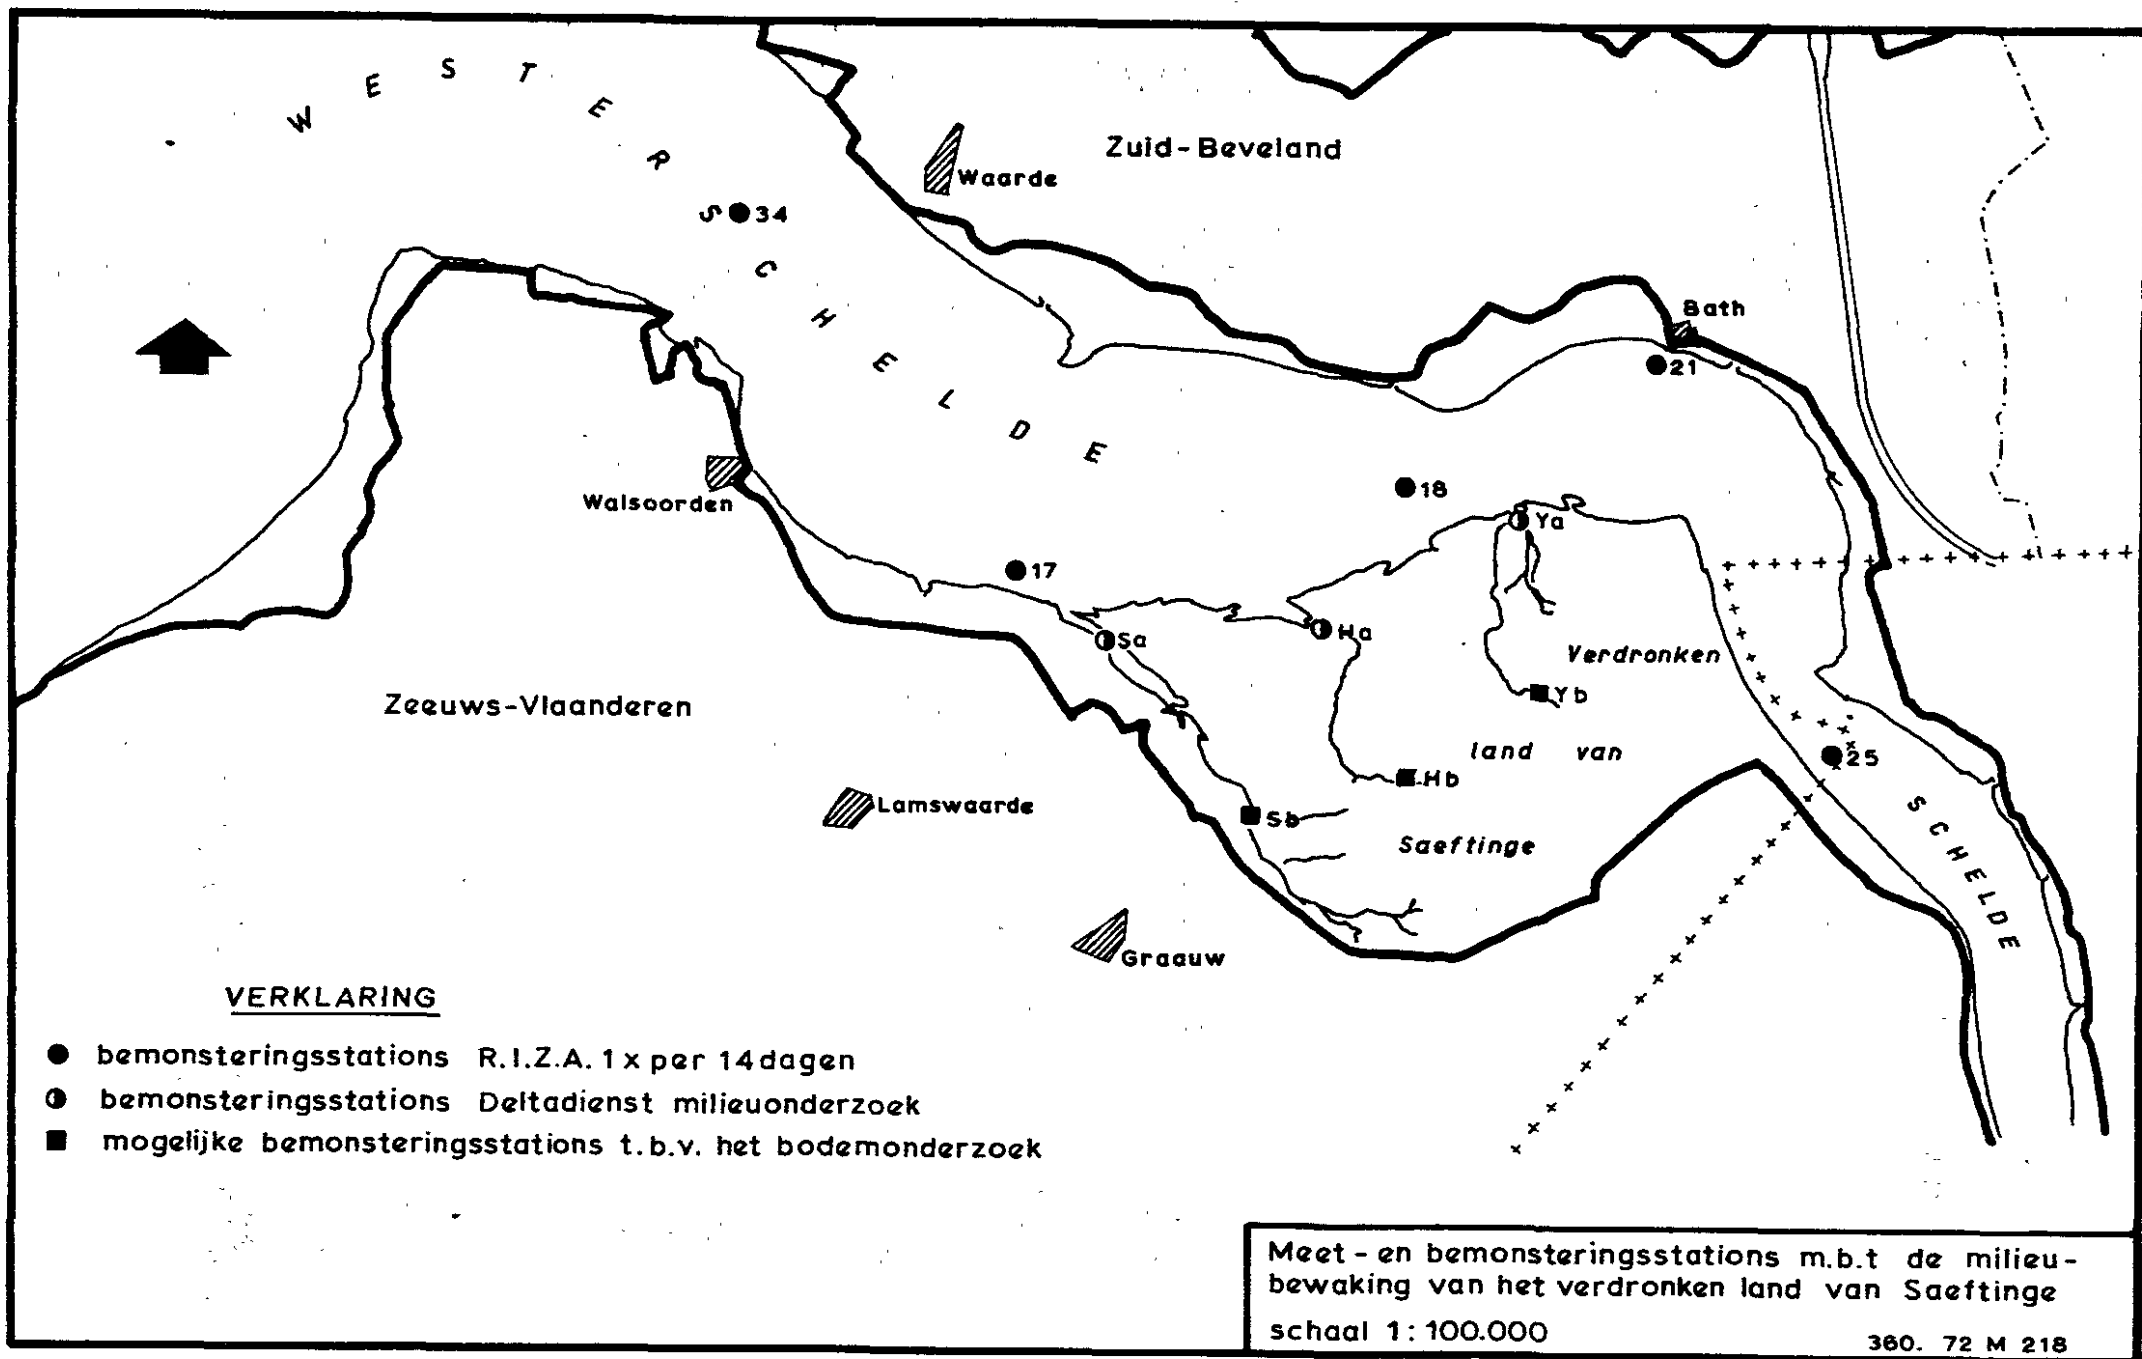 WESTERSCHELDE
Zuid-Beveland
Waarde
34
Bath
21
18
Walsoorden
Ya
17
Ha
Sa
Verdronken
Yb
Zeeuws-Vlaanderen
land van
25
Hb
SCHELDE
Lamswaarde
Sb
Saeftinge
Graauw
VERKLARING
bemonsteringsstations R.I.Z.A. 1 x per 14 dagen
bemonsteringsstations Deltadienst milieuonderzoek
mogelijke bemonsteringsstations t.b.v. het bodemonderzoek
Meet - en bemonsteringsstations m.b.t de milieu-
bewaking van het verdronken land van Saeftinge
schaal 1: 100.000
360. 72 M 218